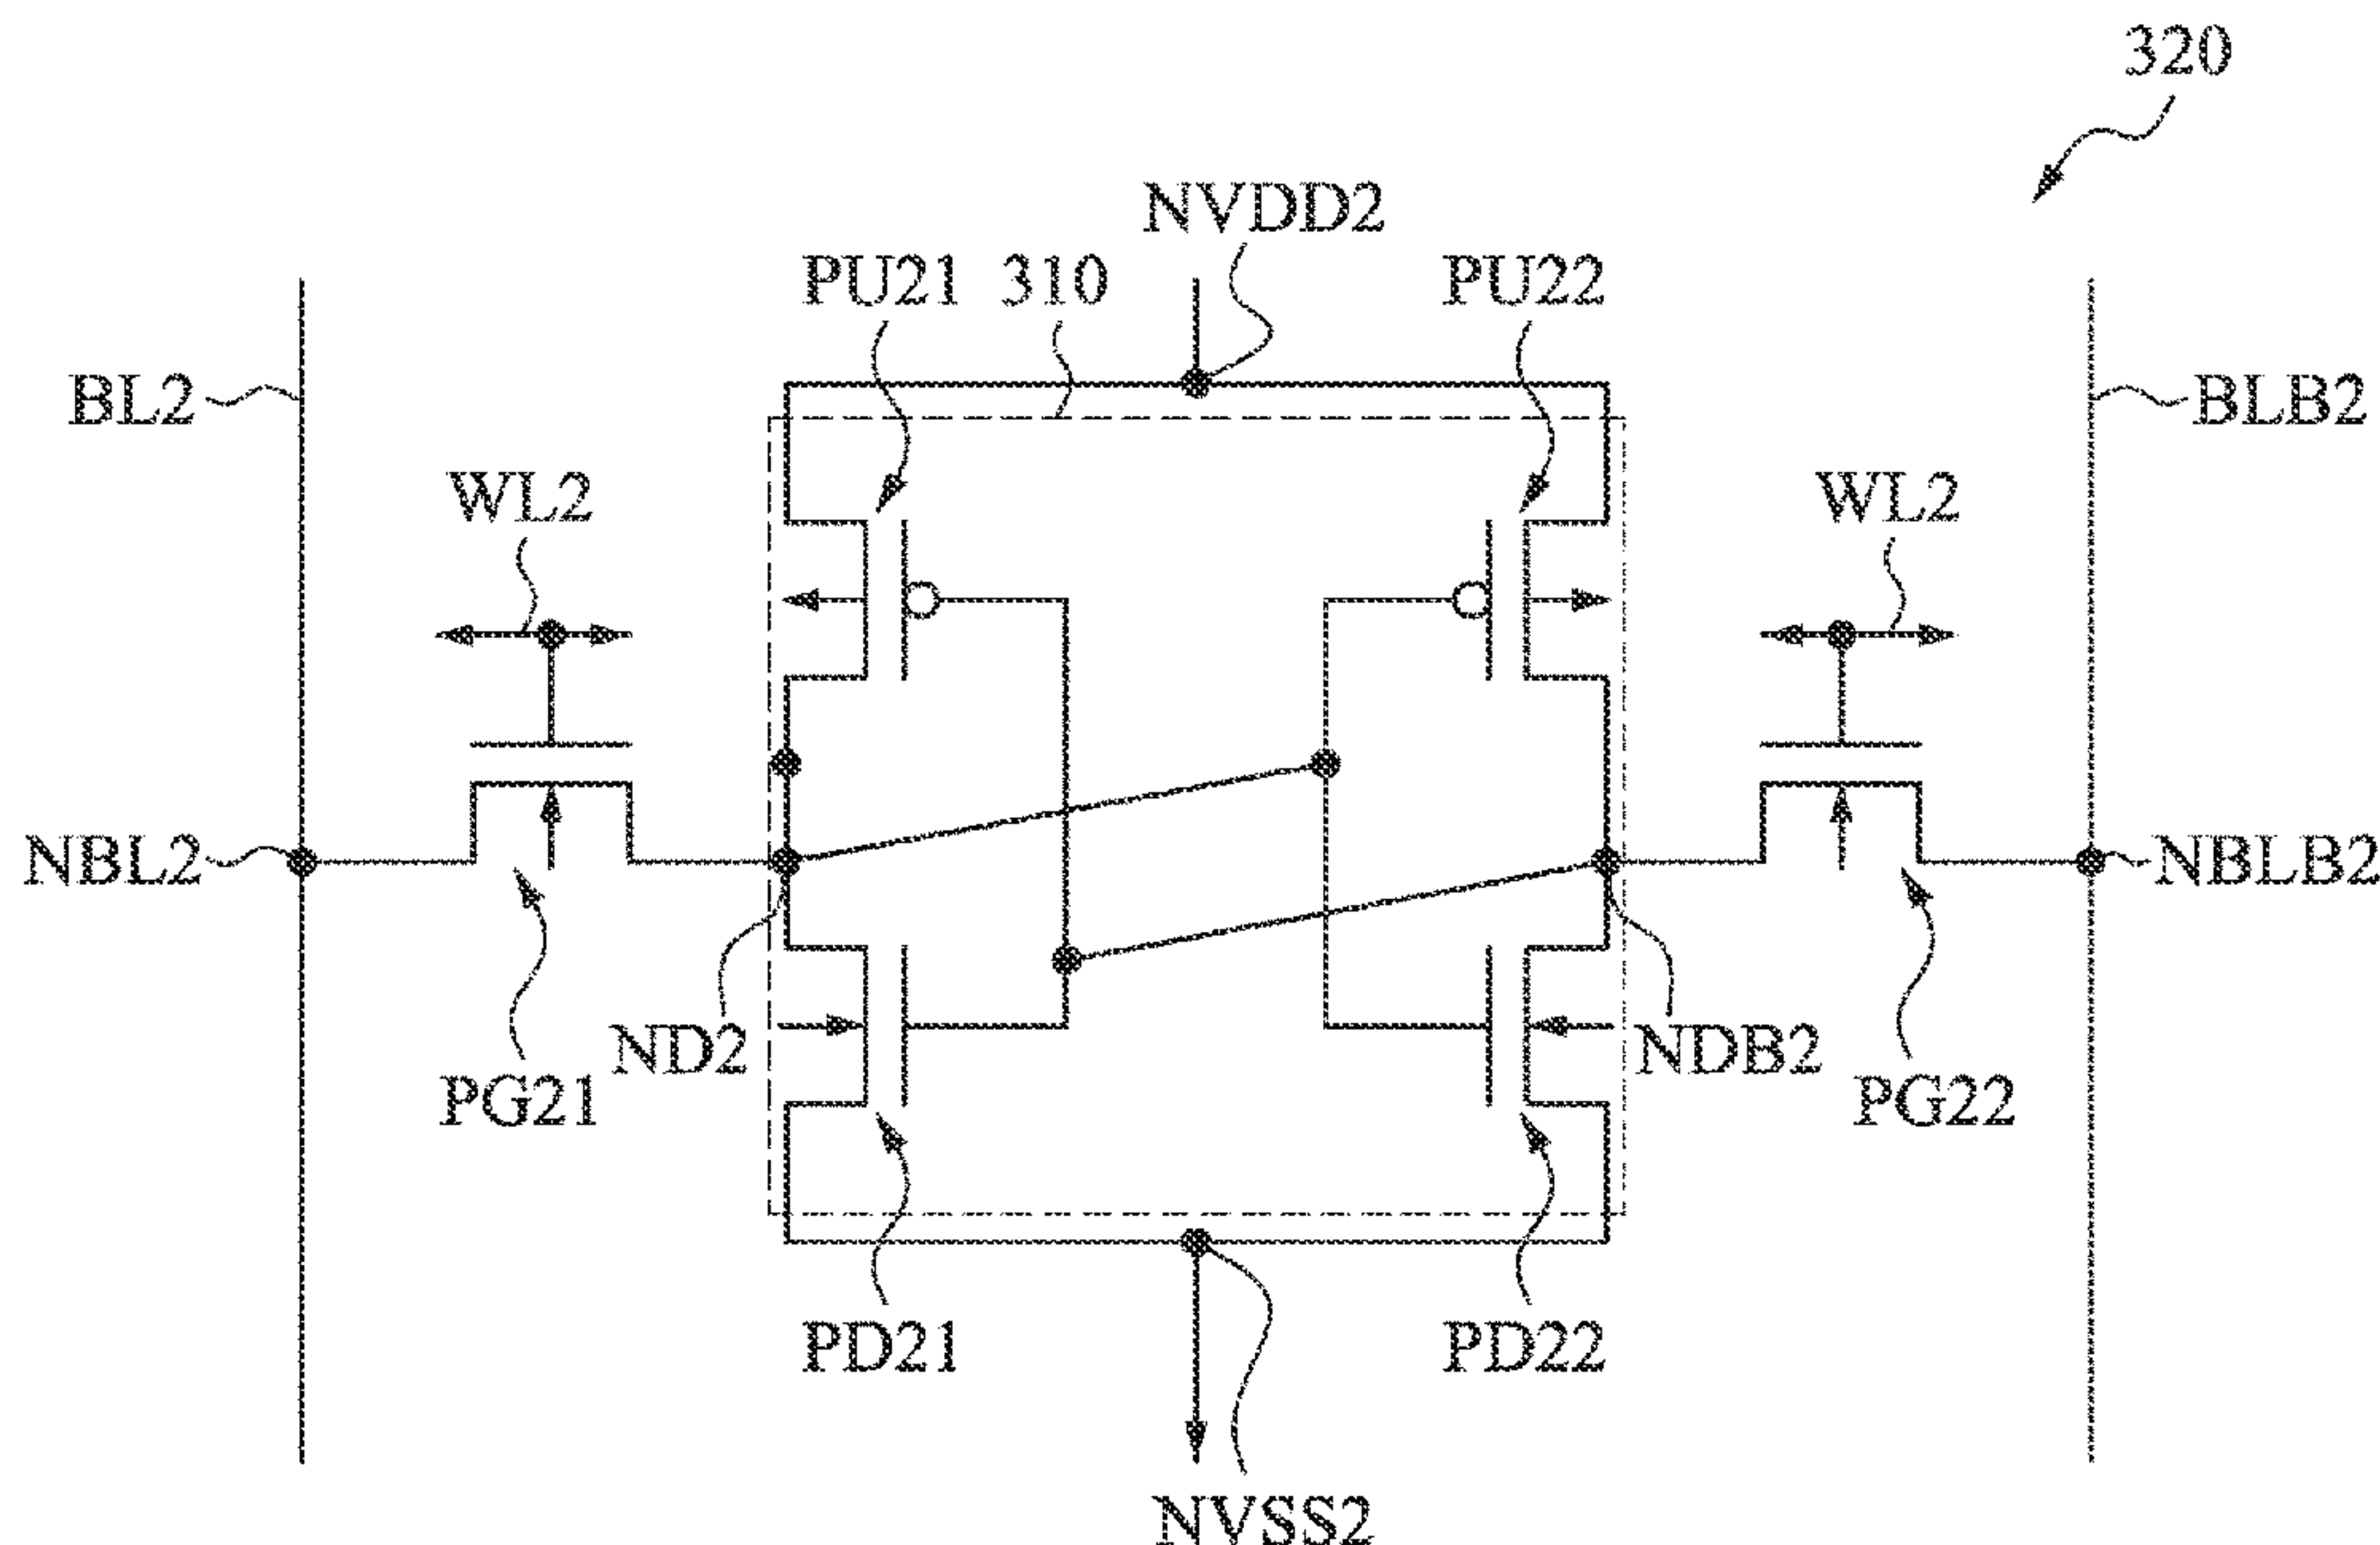 320
NVDD2
PU21 310 PU22
BL2 BLB2
WL2 WL2
NBL2 NBLB2
ND2 NDB2
PG21 PG22
PD21 PD22
NVSS2